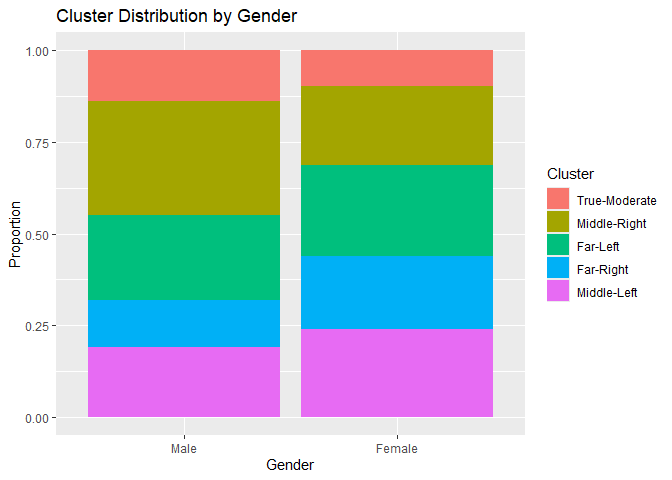 Cluster Distribution by Gender
Proportion
1.00
0.75
0.50
0.25
0.00
Male
Female
Gender
Cluster
True-Moderate
Middle-Right
Far-Left
Far-Right
Middle-Left